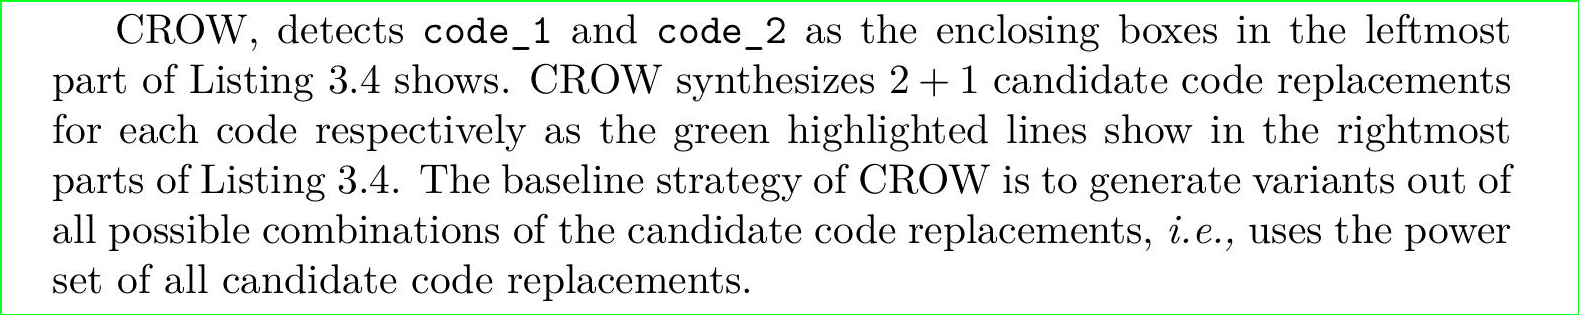 CROW, detects code_1 and code_2 as the enclosing boxes in the leftmost
part of Listing 3.4 shows. CROW synthesizes 2 + 1 candidate code replacements
for each code respectively as the green highlighted lines show in the rightmost
parts of Listing 3.4. The baseline strategy of CROW is to generate variants out of
all possible combinations of the candidate code replacements, i.e., uses the power
set of all candidate code replacements.